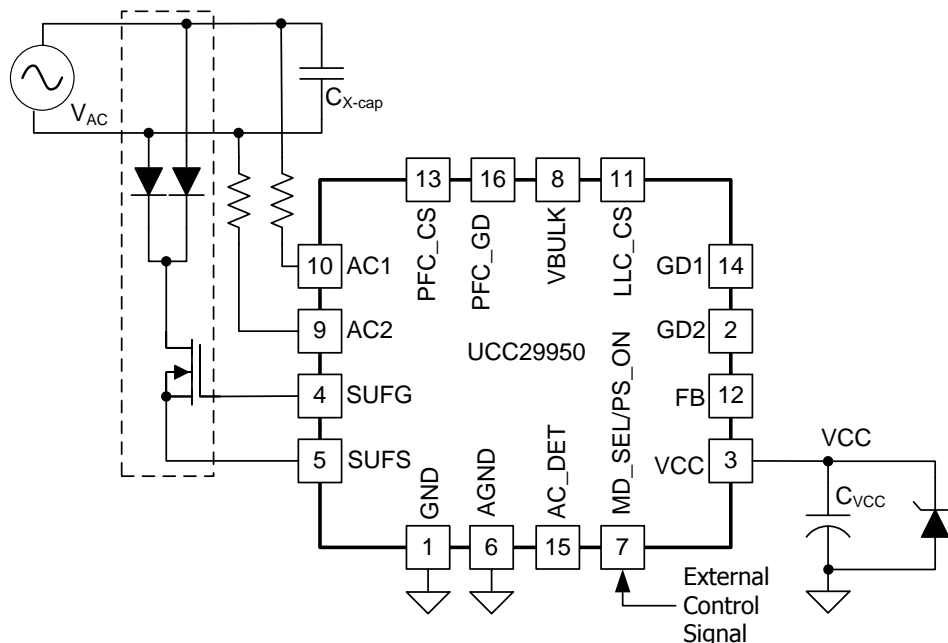 V_AC
C_X-cap
13
16
8
11
PFC_CS
PFC_GD
VBULK
LLC_CS
10
AC1
GD1
14
9
AC2
GD2
2
UCC29950
4
SUFG
FB
12
5
SUFS
VCC
3
VCC
C_VCC
GND
AGND
AC_DET
MD_SEL/PS_ON
1
6
15
7
External
Control
Signal